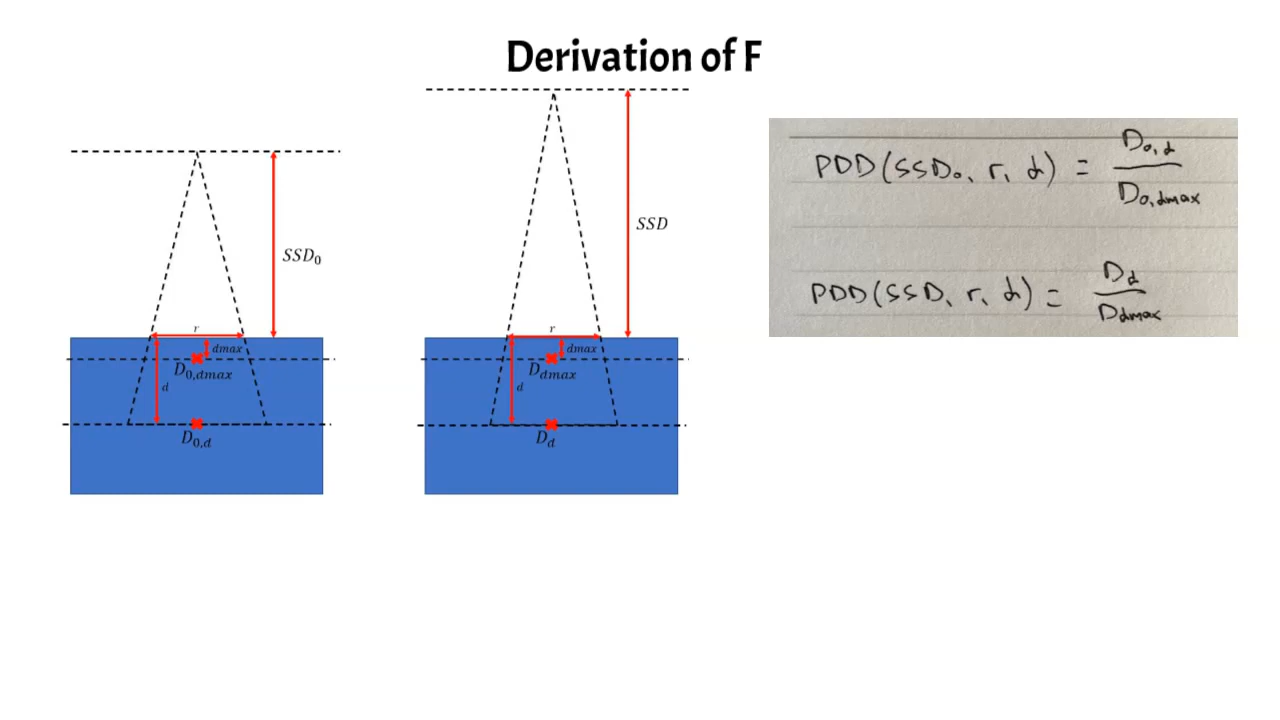 Derivation of F
SSD₀
r
dmax
D₀,dmax
d
D₀,d
SSD
r
dmax
Ddmax
d
Dd
PDD(SSD₀, r, d) = D₀,d / D₀,dmax
PDD(SSD, r, d) = Dd / Ddmax